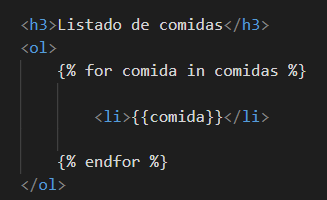 <h3>Listado de comidas</h3>
<ol>
{% for comida in comidas %}
<li>{{comida}}</li>
{% endfor %}
</ol>